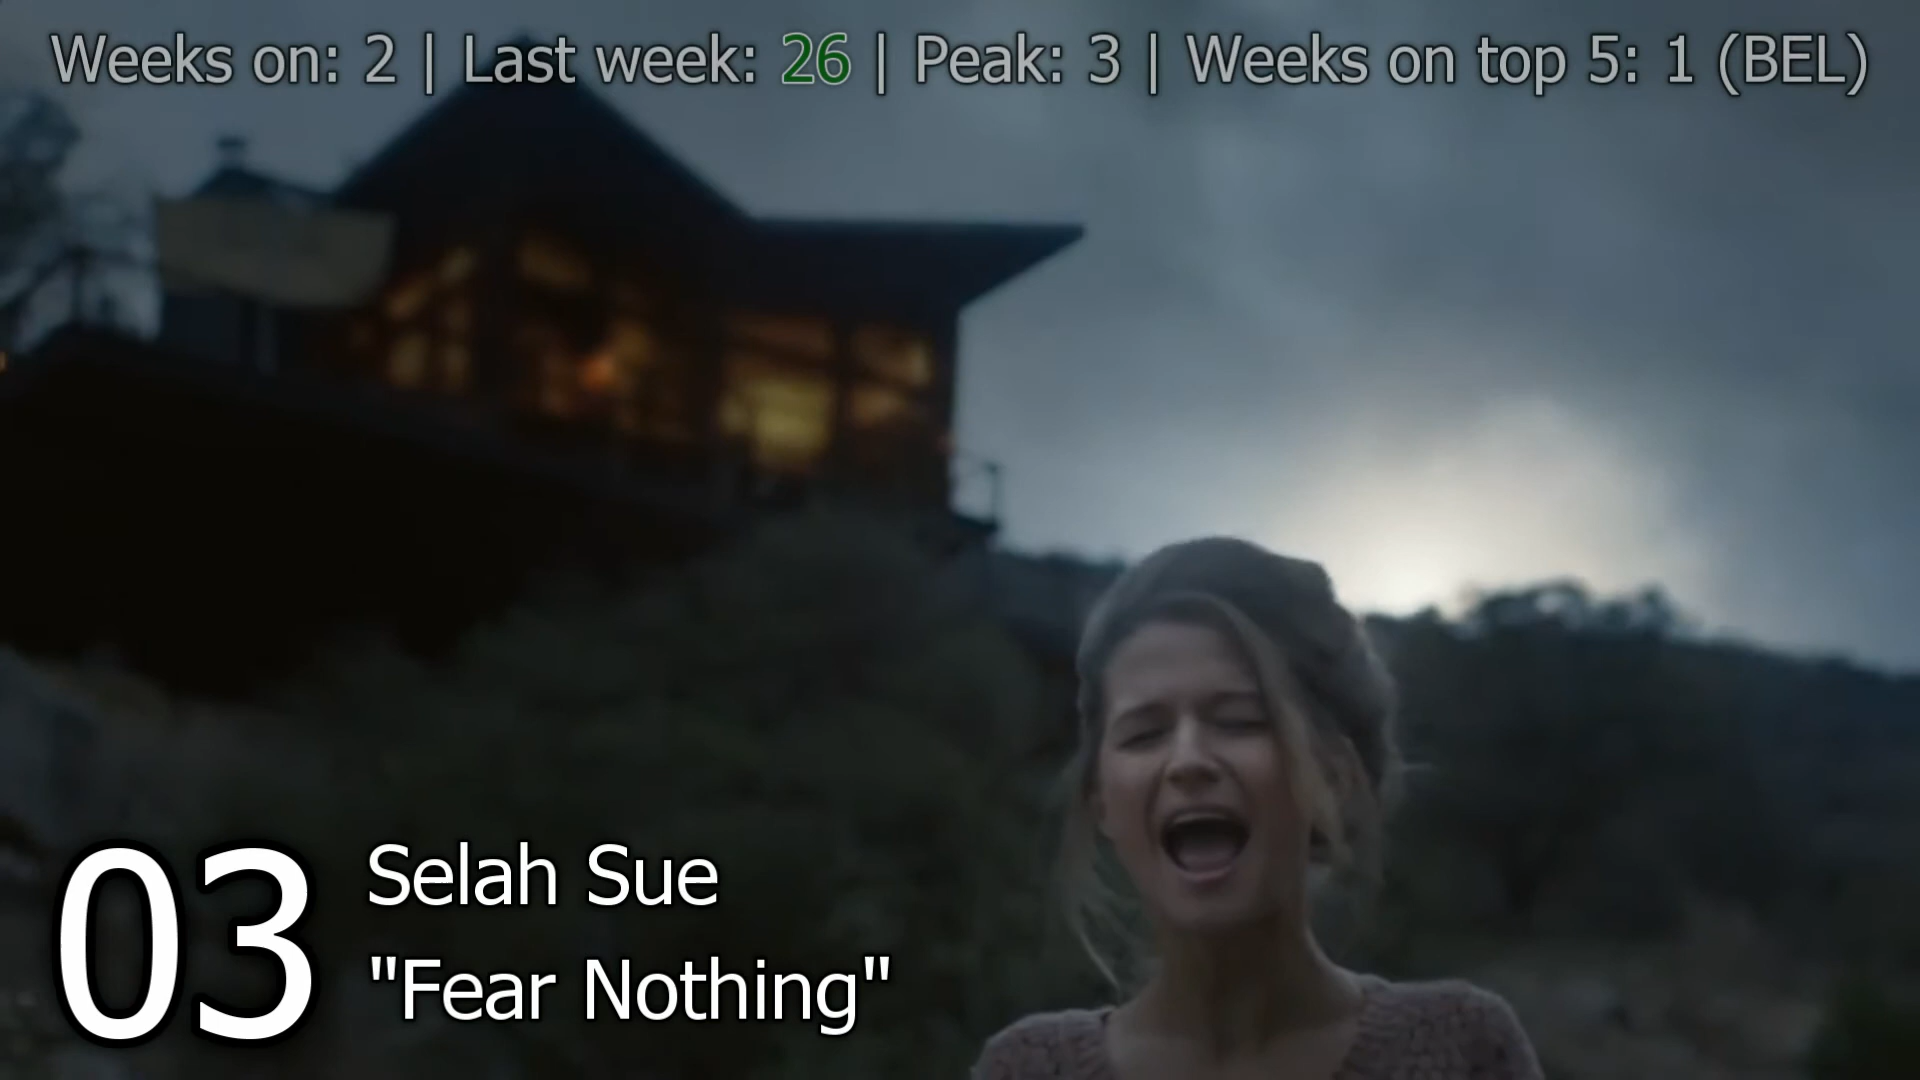 Weeks on: 2 | Last week: 26 | Peak: 3 | Weeks on top 5: 1 (BEL)
03
Selah Sue
"Fear Nothing"